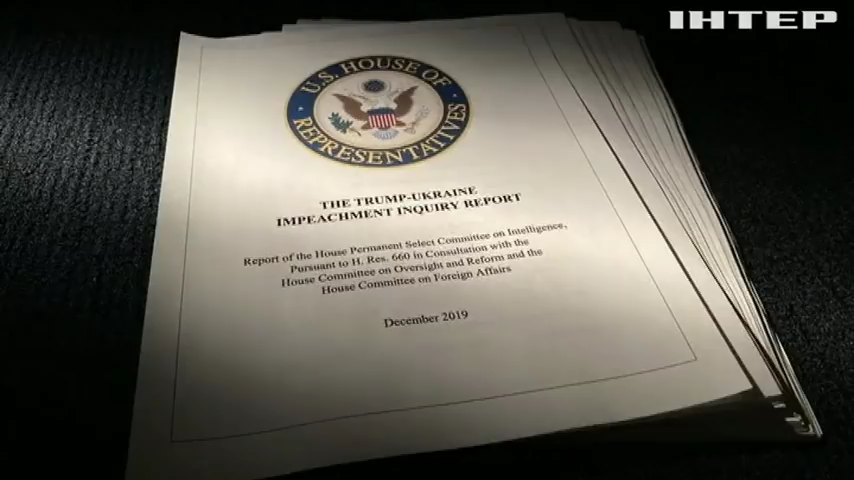 ІНТЕР
U.S. HOUSE OF
REPRESENTATIVES
THE TRUMP-UKRAINE
IMPEACHMENT INQUIRY REPORT
Report of the House Permanent Select Committee on Intelligence,
Pursuant to H. Res. 660 in Consultation with the
House Committee on Oversight and Reform and the
House Committee on Foreign Affairs
December 2019